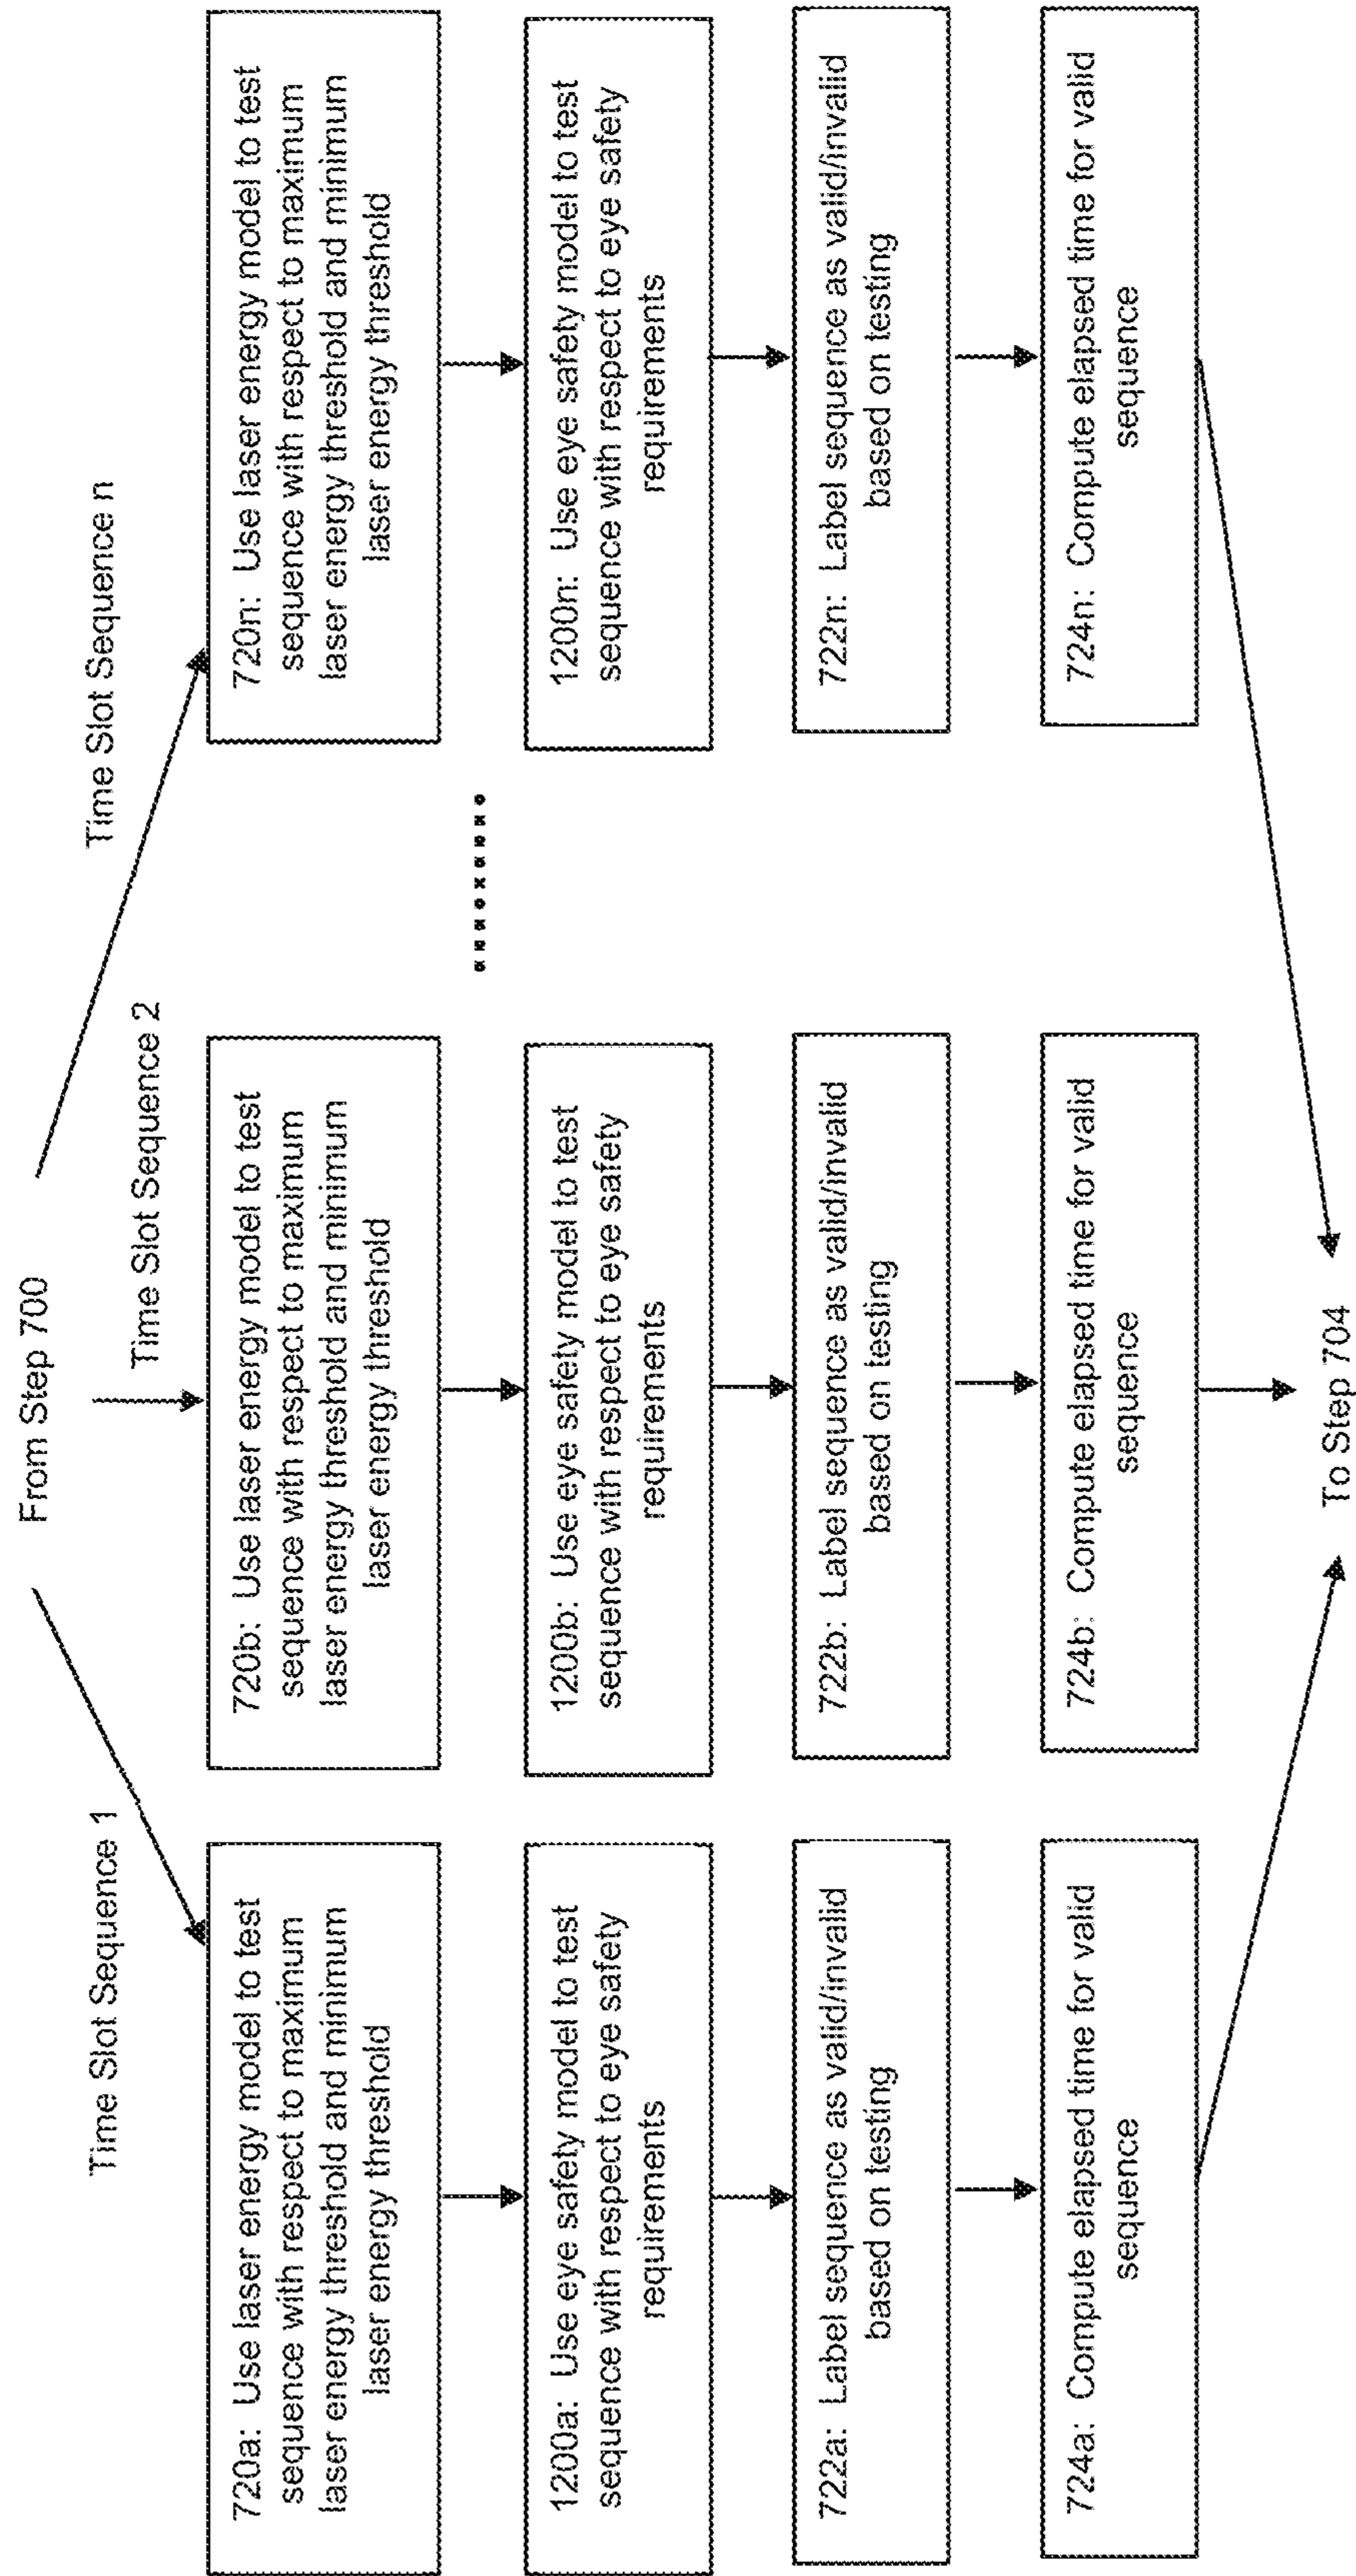 From Step 700
Time Slot Sequence 1
Time Slot Sequence 2
Time Slot Sequence n
720a: Use laser energy model to test
sequence with respect to maximum
laser energy threshold and minimum
laser energy threshold
1200a: Use eye safety model to test
sequence with respect to eye safety
requirements
722a: Label sequence as valid/invalid
based on testing
724a: Compute elapsed time for valid
sequence
720b: Use laser energy model to test
sequence with respect to maximum
laser energy threshold and minimum
laser energy threshold
1200b: Use eye safety model to test
sequence with respect to eye safety
requirements
722b: Label sequence as valid/invalid
based on testing
724b: Compute elapsed time for valid
sequence
720n: Use laser energy model to test
sequence with respect to maximum
laser energy threshold and minimum
laser energy threshold
1200n: Use eye safety model to test
sequence with respect to eye safety
requirements
722n: Label sequence as valid/invalid
based on testing
724n: Compute elapsed time for valid
sequence
To Step 704